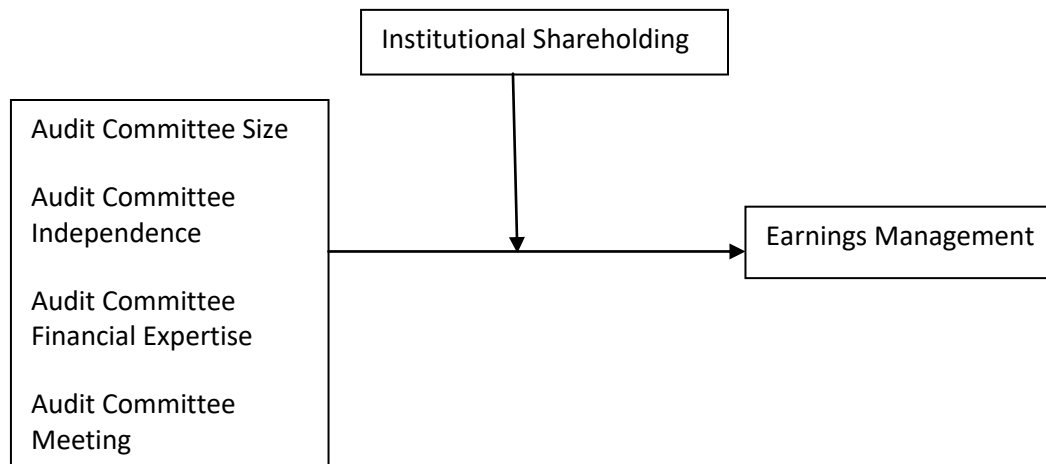 Institutional Shareholding
Audit Committee Size
Audit Committee
Independence
Audit Committee
Financial Expertise
Audit Committee
Meeting
Earnings Management